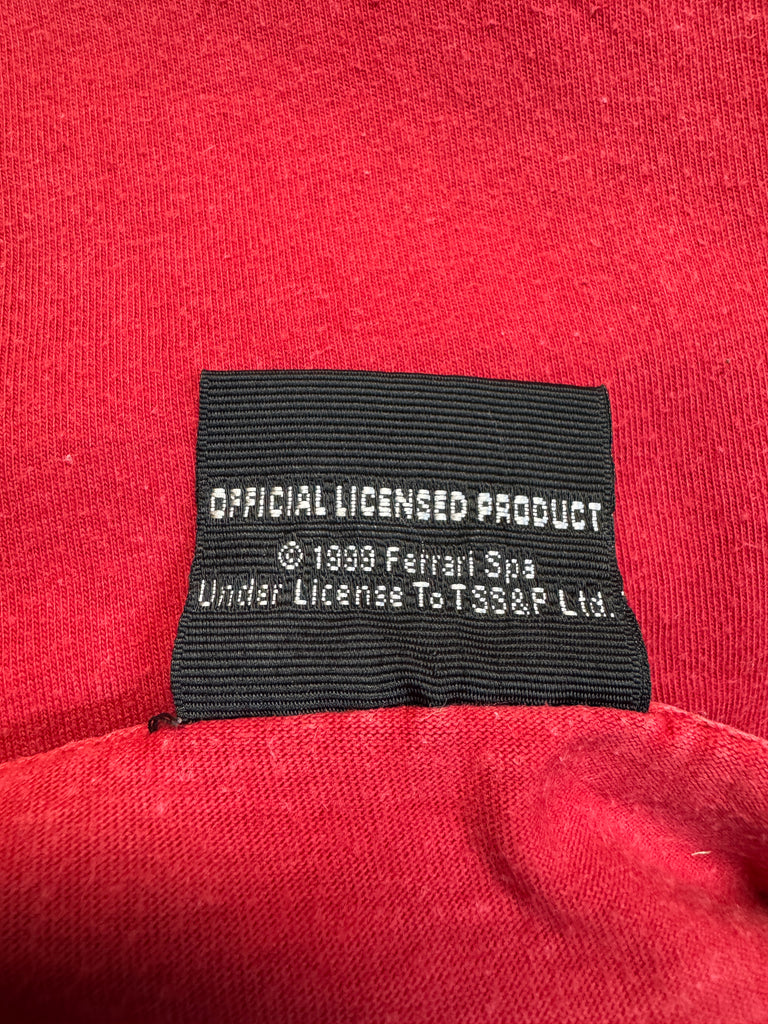 OFFICIAL LICENSED PRODUCT
© 1999 Ferrari Spa
Under License To TSS&P Ltd.